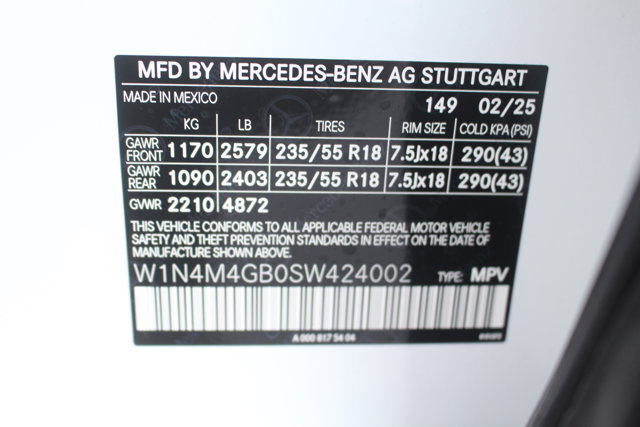 MFD BY MERCEDES-BENZ AG STUTTGART
MADE IN MEXICO 149 02/25
KG LB TIRES RIM SIZE COLD KPA(PSI)
GAWR FRONT 1170 2579 235/55 R18 7.5Jx18 290(43)
GAWR REAR 1090 2403 235/55 R18 7.5Jx18 290(43)
GVWR 2210 4872
THIS VEHICLE CONFORMS TO ALL APPLICABLE FEDERAL MOTOR VEHICLE
SAFETY AND THEFT PREVENTION STANDARDS IN EFFECT ON THE DATE OF
MANUFACTURE SHOWN ABOVE.
W1N4M4GB0SW424002 TYPE: MPV
A 000 817 54 04